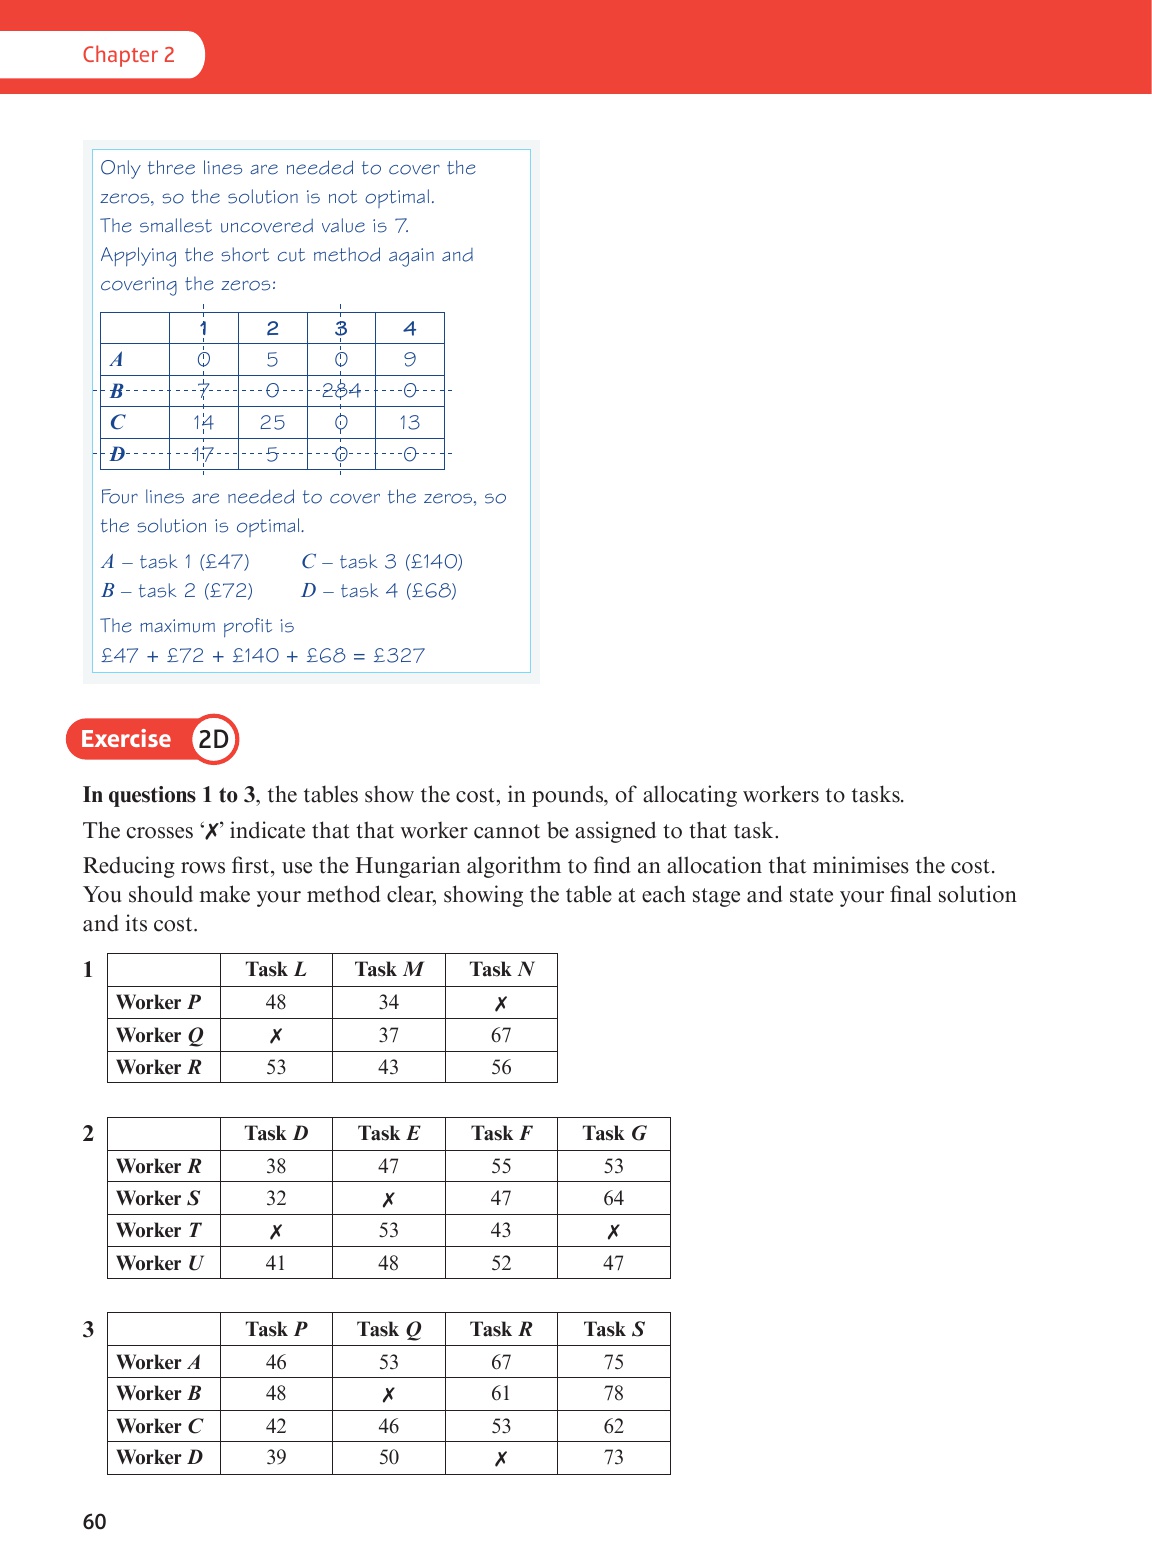 Chapter 2
Only three lines are needed to cover the
zeros, so the solution is not optimal.
The smallest uncovered value is 7.
Applying the short cut method again and
covering the zeros:
1 2 3 4
A 0 5 0 9
B 7 0 284 0
C 14 25 0 13
D 17 5 0 0
Four lines are needed to cover the zeros, so
the solution is optimal.
A – task 1 (£47) C – task 3 (£140)
B – task 2 (£72) D – task 4 (£68)
The maximum profit is
£47 + £72 + £140 + £68 = £327
Exercise 2D
In questions 1 to 3, the tables show the cost, in pounds, of allocating workers to tasks.
The crosses ‘✗’ indicate that that worker cannot be assigned to that task.
Reducing rows first, use the Hungarian algorithm to find an allocation that minimises the cost.
You should make your method clear, showing the table at each stage and state your final solution
and its cost.
1 Task L Task M Task N
Worker P 48 34 ✗
Worker Q ✗ 37 67
Worker R 53 43 56
2 Task D Task E Task F Task G
Worker R 38 47 55 53
Worker S 32 ✗ 47 64
Worker T ✗ 53 43 ✗
Worker U 41 48 52 47
3 Task P Task Q Task R Task S
Worker A 46 53 67 75
Worker B 48 ✗ 61 78
Worker C 42 46 53 62
Worker D 39 50 ✗ 73
60